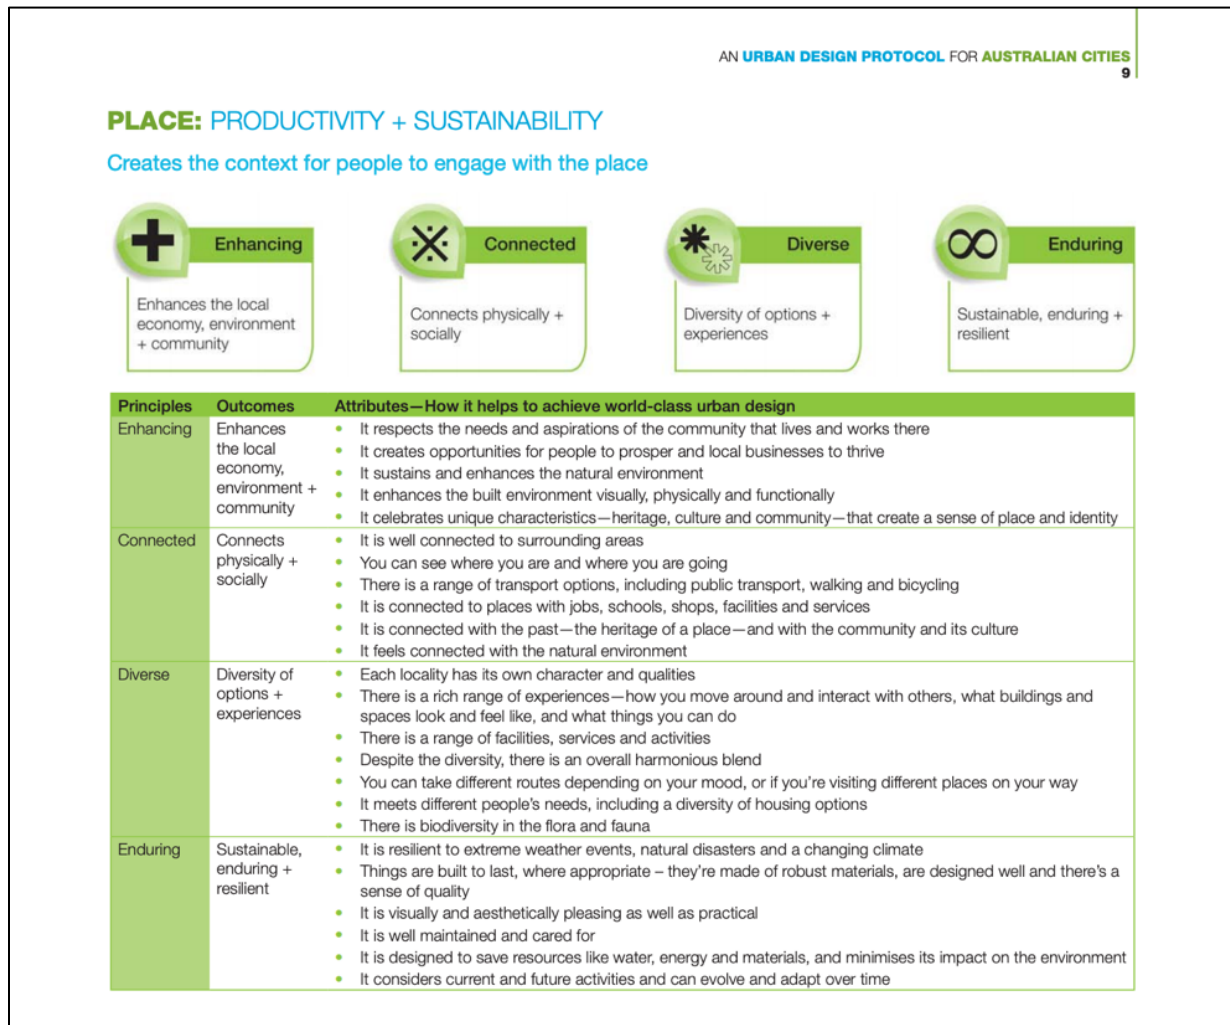 AN URBAN DESIGN PROTOCOL FOR AUSTRALIAN CITIES
9
PLACE: PRODUCTIVITY + SUSTAINABILITY
Creates the context for people to engage with the place
Enhancing
Enhances the local
economy, environment
+ community
Connected
Connects physically +
socially
Diverse
Diversity of options +
experiences
Enduring
Sustainable, enduring +
resilient
Principles Outcomes Attributes—How it helps to achieve world-class urban design
Enhancing
Enhances
the local
economy,
environment +
community
• It respects the needs and aspirations of the community that lives and works there
• It creates opportunities for people to prosper and local businesses to thrive
• It sustains and enhances the natural environment
• It enhances the built environment visually, physically and functionally
• It celebrates unique characteristics—heritage, culture and community—that create a sense of place and identity
Connected
Connects
physically +
socially
• It is well connected to surrounding areas
• You can see where you are and where you are going
• There is a range of transport options, including public transport, walking and bicycling
• It is connected to places with jobs, schools, shops, facilities and services
• It is connected with the past—the heritage of a place—and with the community and its culture
• It feels connected with the natural environment
Diverse
Diversity of
options +
experiences
• Each locality has its own character and qualities
• There is a rich range of experiences—how you move around and interact with others, what buildings and
spaces look and feel like, and what things you can do
• There is a range of facilities, services and activities
• Despite the diversity, there is an overall harmonious blend
• You can take different routes depending on your mood, or if you're visiting different places on your way
• It meets different people's needs, including a diversity of housing options
• There is biodiversity in the flora and fauna
Enduring
Sustainable,
enduring +
resilient
• It is resilient to extreme weather events, natural disasters and a changing climate
• Things are built to last, where appropriate – they're made of robust materials, are designed well and there's a
sense of quality
• It is visually and aesthetically pleasing as well as practical
• It is well maintained and cared for
• It is designed to save resources like water, energy and materials, and minimises its impact on the environment
• It considers current and future activities and can evolve and adapt over time